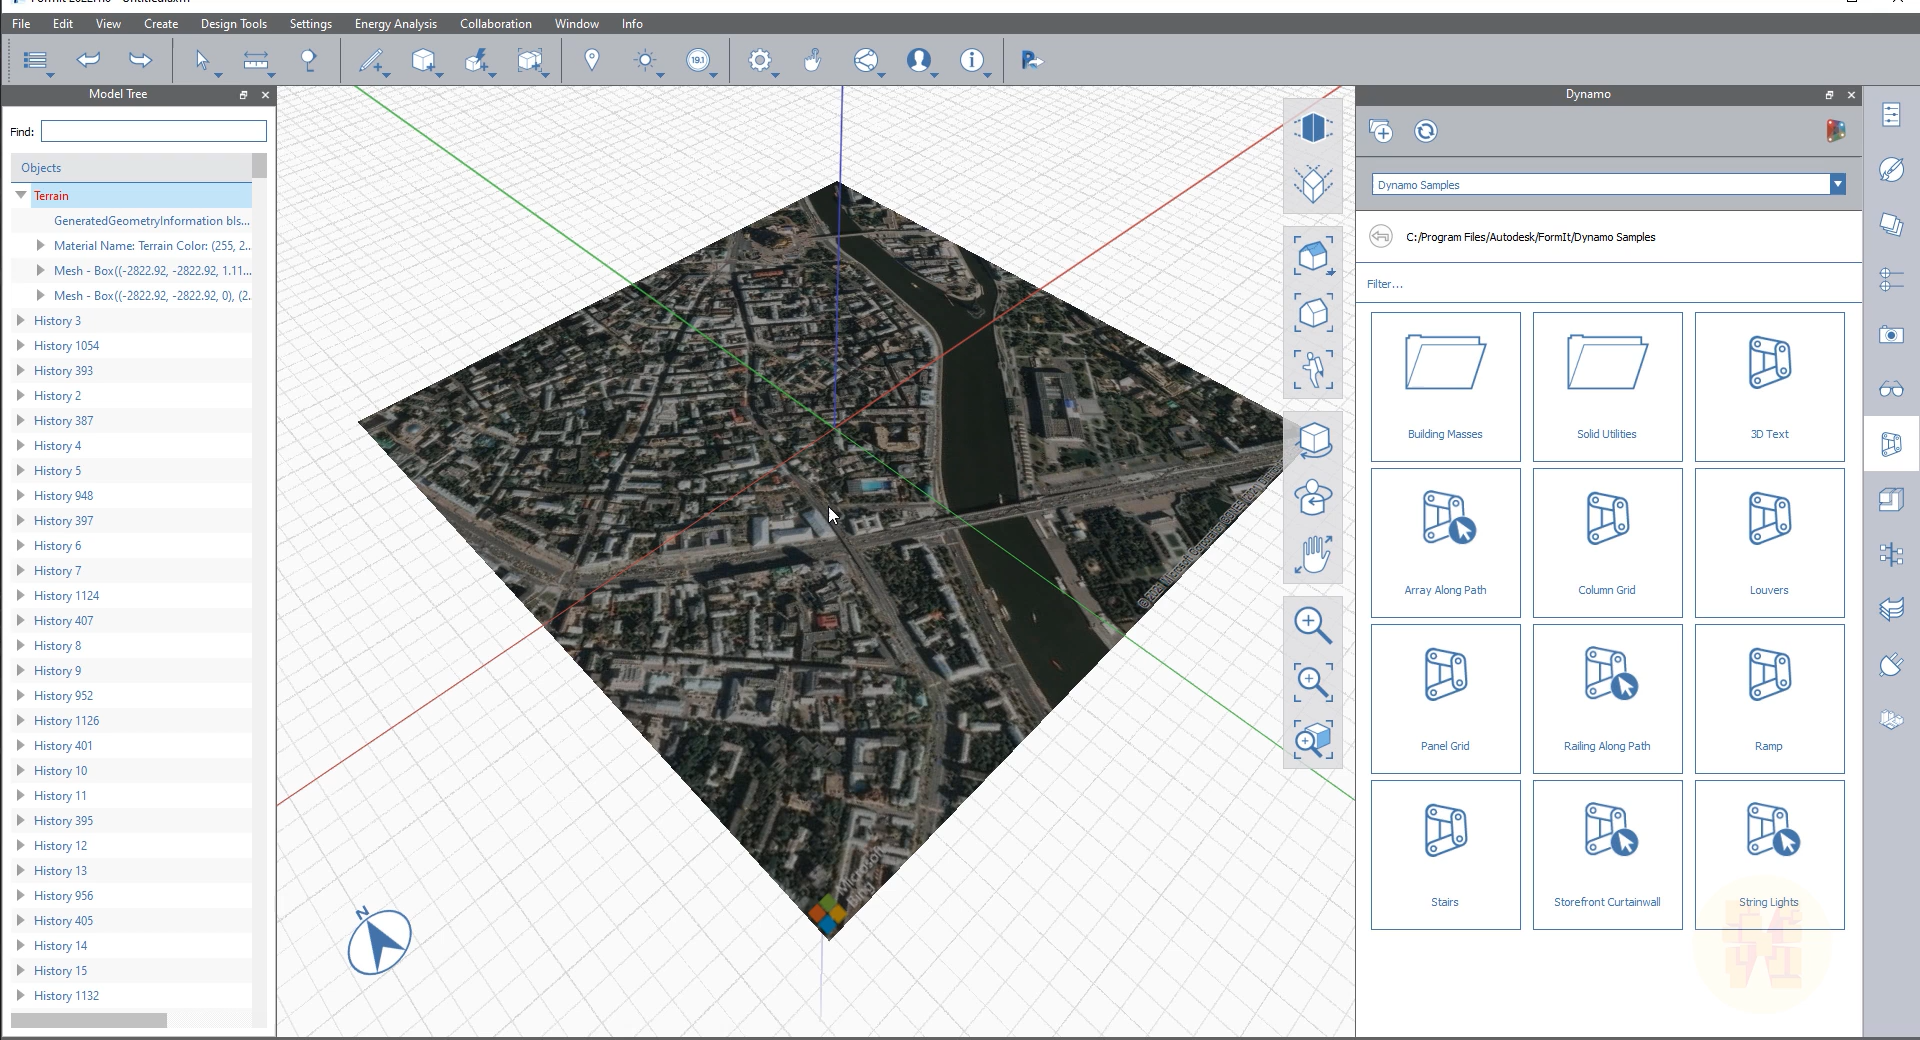 File Edit View Create Design Tools Settings Energy Analysis Collaboration Window Info
19.1
Model Tree
Find:
Objects
Terrain
GeneratedGeometryInformation bls...
Material Name: Terrain Color: (255, 2...
Mesh - Box((-2822.92, -2822.92, 1.11...
Mesh - Box((-2822.92, -2822.92, 0), (2...
History 3
History 1054
History 393
History 2
History 387
History 4
History 5
History 948
History 397
History 6
History 7
History 1124
History 407
History 8
History 9
History 952
History 1126
History 401
History 10
History 11
History 395
History 12
History 13
History 956
History 405
History 14
History 15
History 1132
N
Microsoft
Bing
Dynamo
Dynamo Samples
C:/Program Files/Autodesk/FormIt/Dynamo Samples
Filter...
Building Masses
Solid Utilities
3D Text
Array Along Path
Column Grid
Louvers
Panel Grid
Railing Along Path
Ramp
Stairs
Storefront Curtainwall
String Lights